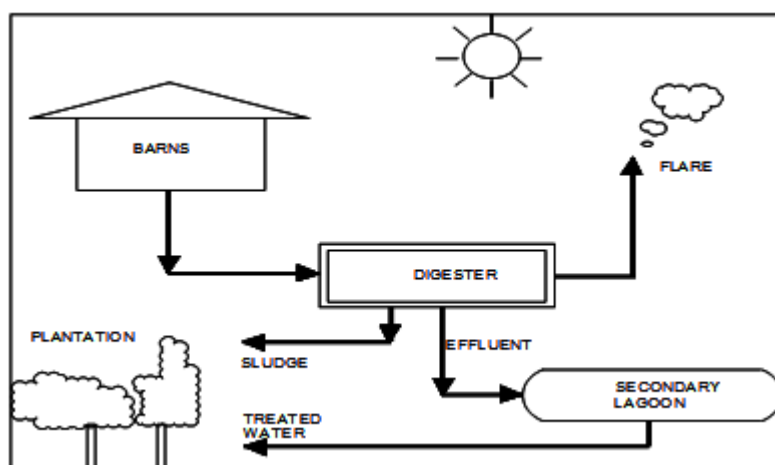 BARNS
FLARE
DIGESTER
PLANTATION
SLUDGE
EFFLUENT
SECONDARY
LAGOON
TREATED
WATER